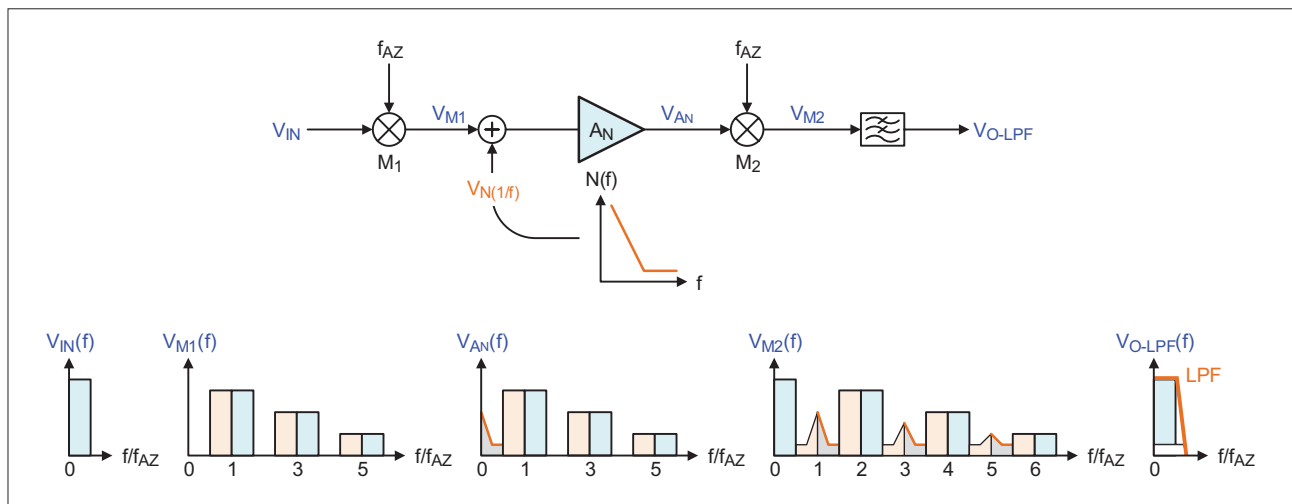 f_AZ f_AZ
V_IN V_M1 A_N V_AN V_M2 V_O-LPF
M_1 M_2
V_N(1/f) N(f)
f
V_IN(f) V_M1(f) V_AN(f) V_M2(f) V_O-LPF(f)
LPF
0 f/f_AZ 0 1 3 5 f/f_AZ 0 1 3 5 f/f_AZ 0 1 2 3 4 5 6 f/f_AZ 0 f/f_AZ